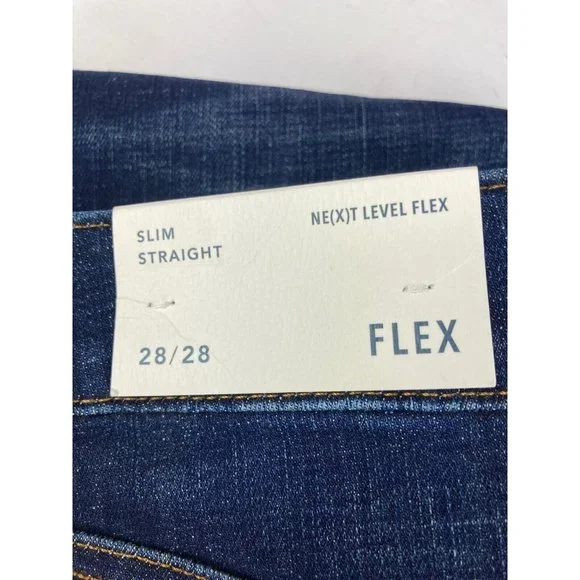 SLIM
STRAIGHT
NE(X)T LEVEL FLEX
28/28
FLEX